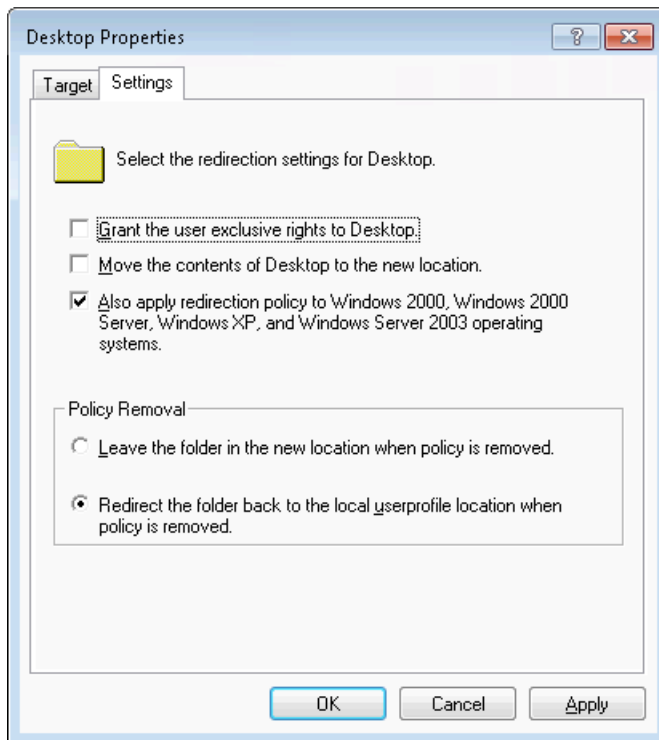 Desktop Properties
Target
Settings
Select the redirection settings for Desktop.
Grant the user exclusive rights to Desktop.
Move the contents of Desktop to the new location.
Also apply redirection policy to Windows 2000, Windows 2000
Server, Windows XP, and Windows Server 2003 operating
systems.
Policy Removal
Leave the folder in the new location when policy is removed.
Redirect the folder back to the local userprofile location when
policy is removed.
OK
Cancel
Apply